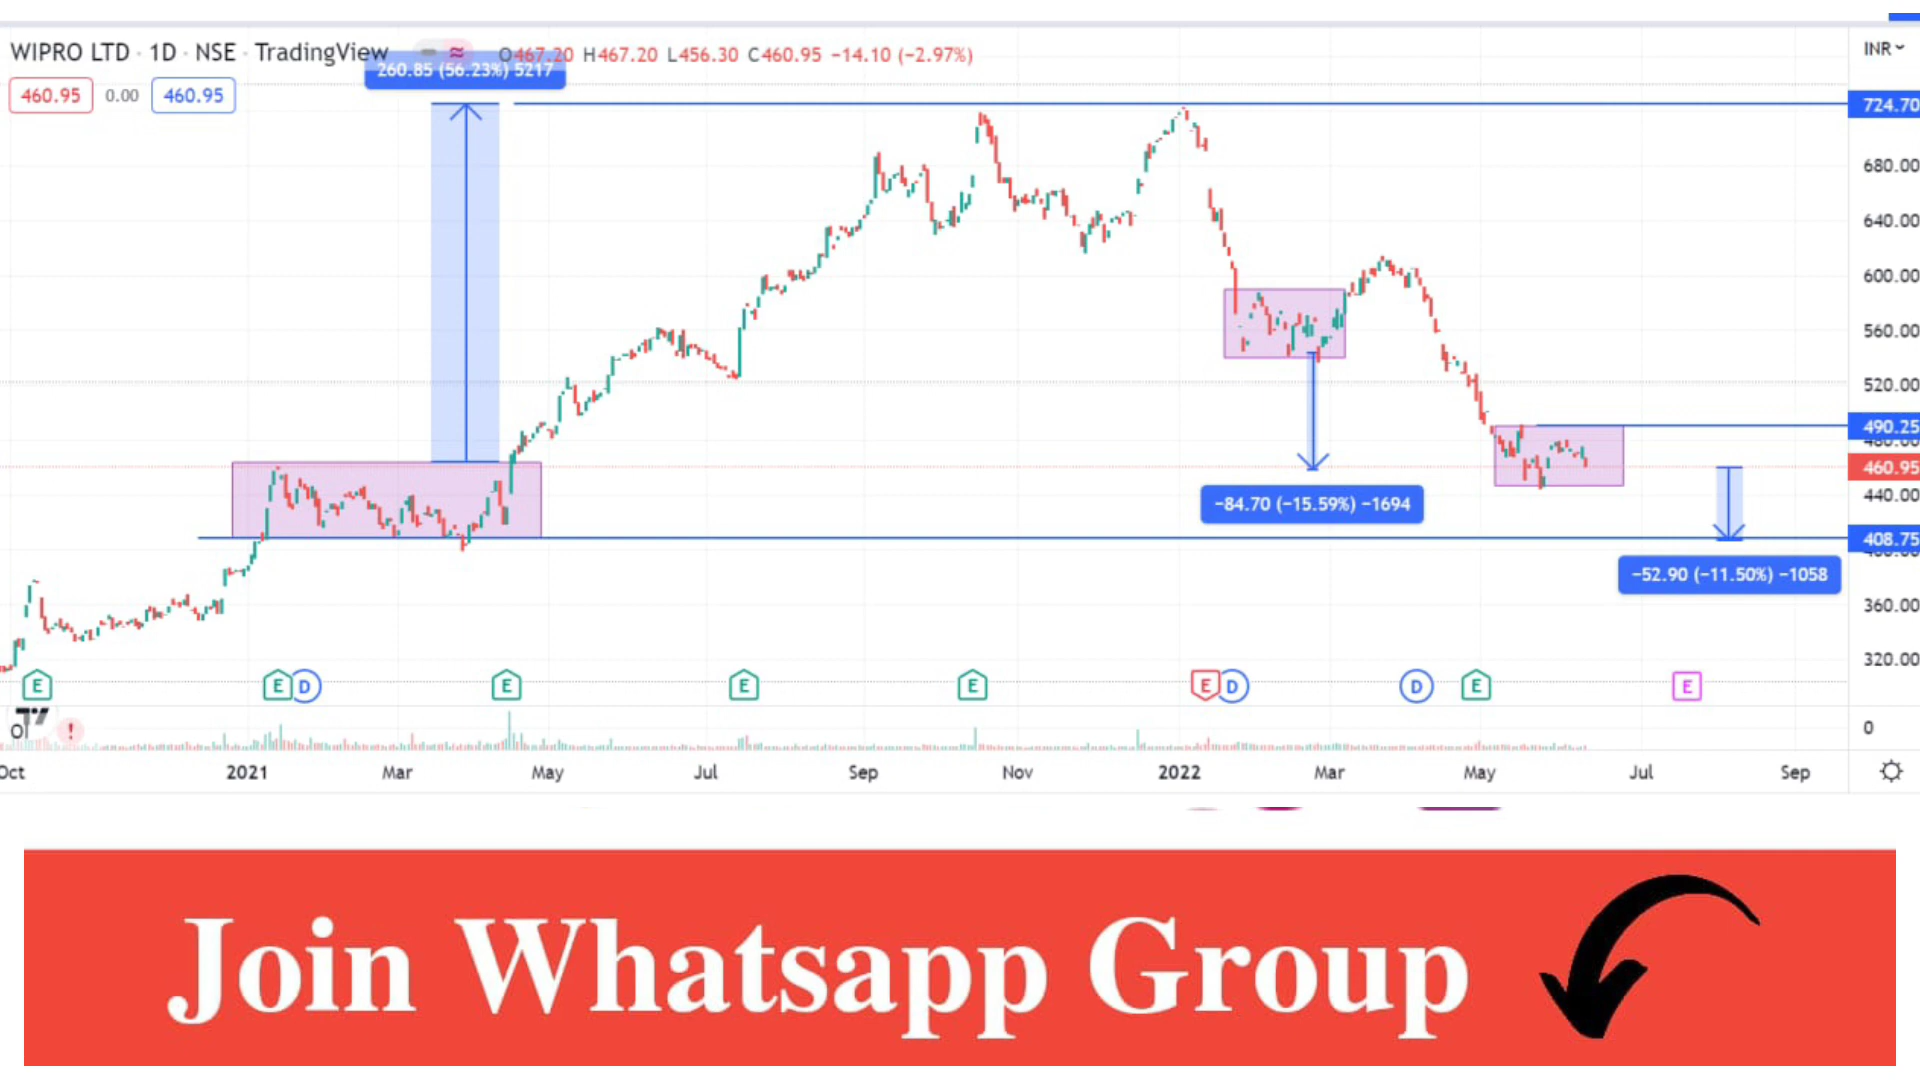 WIPRO LTD · 1D · NSE · TradingView
O467.20 H467.20 L456.30 C460.95 −14.10 (−2.97%)
INR
260.85 (56.23%) 5217
460.95 0.00 460.95
724.70
680.00
640.00
600.00
560.00
520.00
490.25
460.95
440.00
−84.70 (−15.59%) −1694
408.75
−52.90 (−11.50%) −1058
360.00
320.00
E E D E E E E D D E E
!
0
Oct 2021 Mar May Jul Sep Nov 2022 Mar May Jul Sep
Join Whatsapp Group